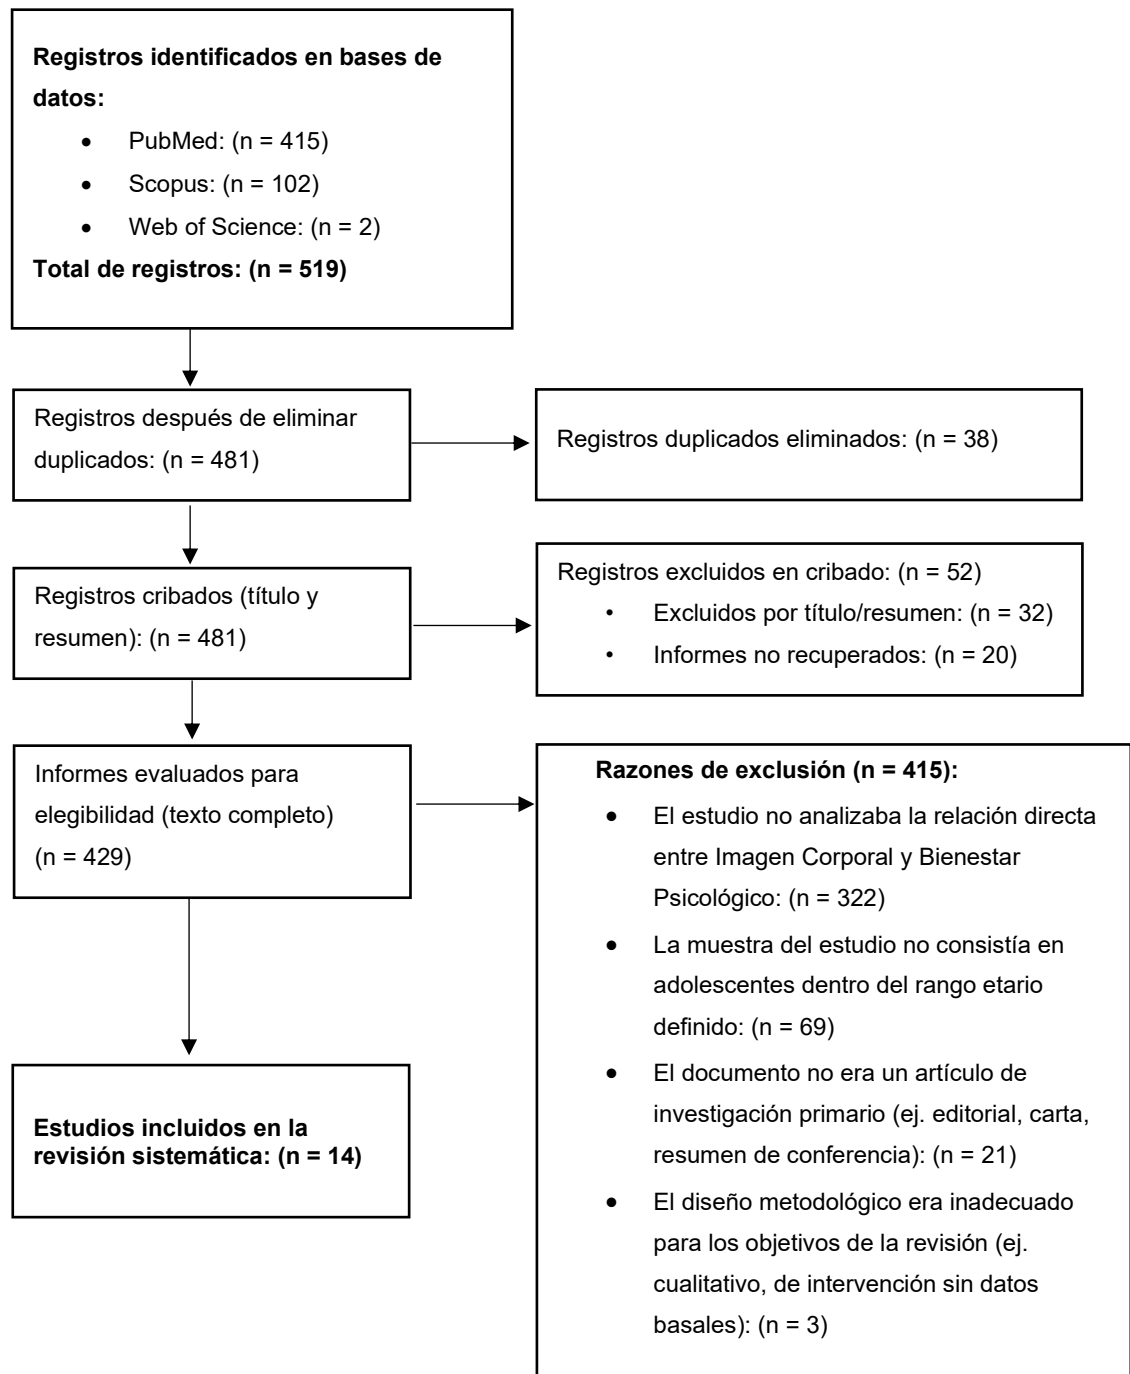 Registros identificados en bases de
datos:
• PubMed: (n = 415)
• Scopus: (n = 102)
• Web of Science: (n = 2)
Total de registros: (n = 519)
Registros después de eliminar
duplicados: (n = 481)
Registros duplicados eliminados: (n = 38)
Registros cribados (título y
resumen): (n = 481)
Registros excluidos en cribado: (n = 52)
• Excluidos por título/resumen: (n = 32)
• Informes no recuperados: (n = 20)
Informes evaluados para
elegibilidad (texto completo)
(n = 429)
Razones de exclusión (n = 415):
• El estudio no analizaba la relación directa
entre Imagen Corporal y Bienestar
Psicológico: (n = 322)
• La muestra del estudio no consistía en
adolescentes dentro del rango etario
definido: (n = 69)
• El documento no era un artículo de
investigación primario (ej. editorial, carta,
resumen de conferencia): (n = 21)
• El diseño metodológico era inadecuado
para los objetivos de la revisión (ej.
cualitativo, de intervención sin datos
basales): (n = 3)
Estudios incluidos en la
revisión sistemática: (n = 14)